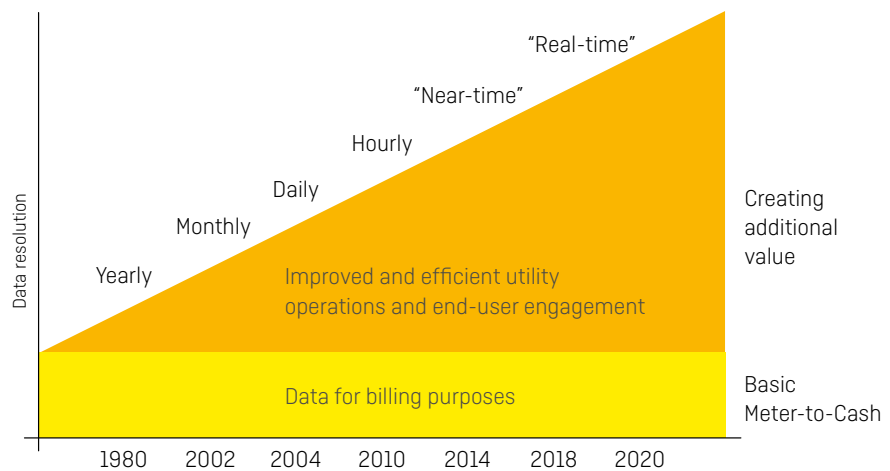 “Real-time”
“Near-time”
Hourly
Daily
Monthly
Yearly
Data resolution
Improved and efficient utility
operations and end-user engagement
Creating
additional
value
Data for billing purposes
Basic
Meter-to-Cash
1980 2002 2004 2010 2014 2018 2020